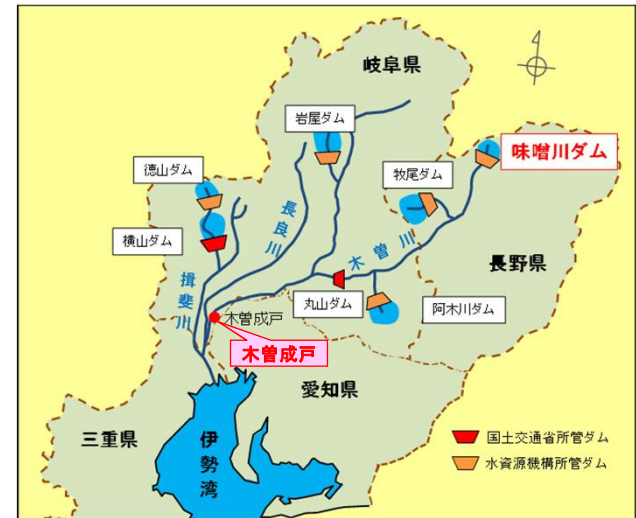 岐阜県
岩屋ダム
味噌川ダム
徳山ダム
牧尾ダム
長良川
横山ダム
木曽川
長野県
揖斐川
丸山ダム
阿木川ダム
木曽成戸
木曽成戸
愛知県
三重県
伊勢湾
国土交通省所管ダム
水資源機構所管ダム